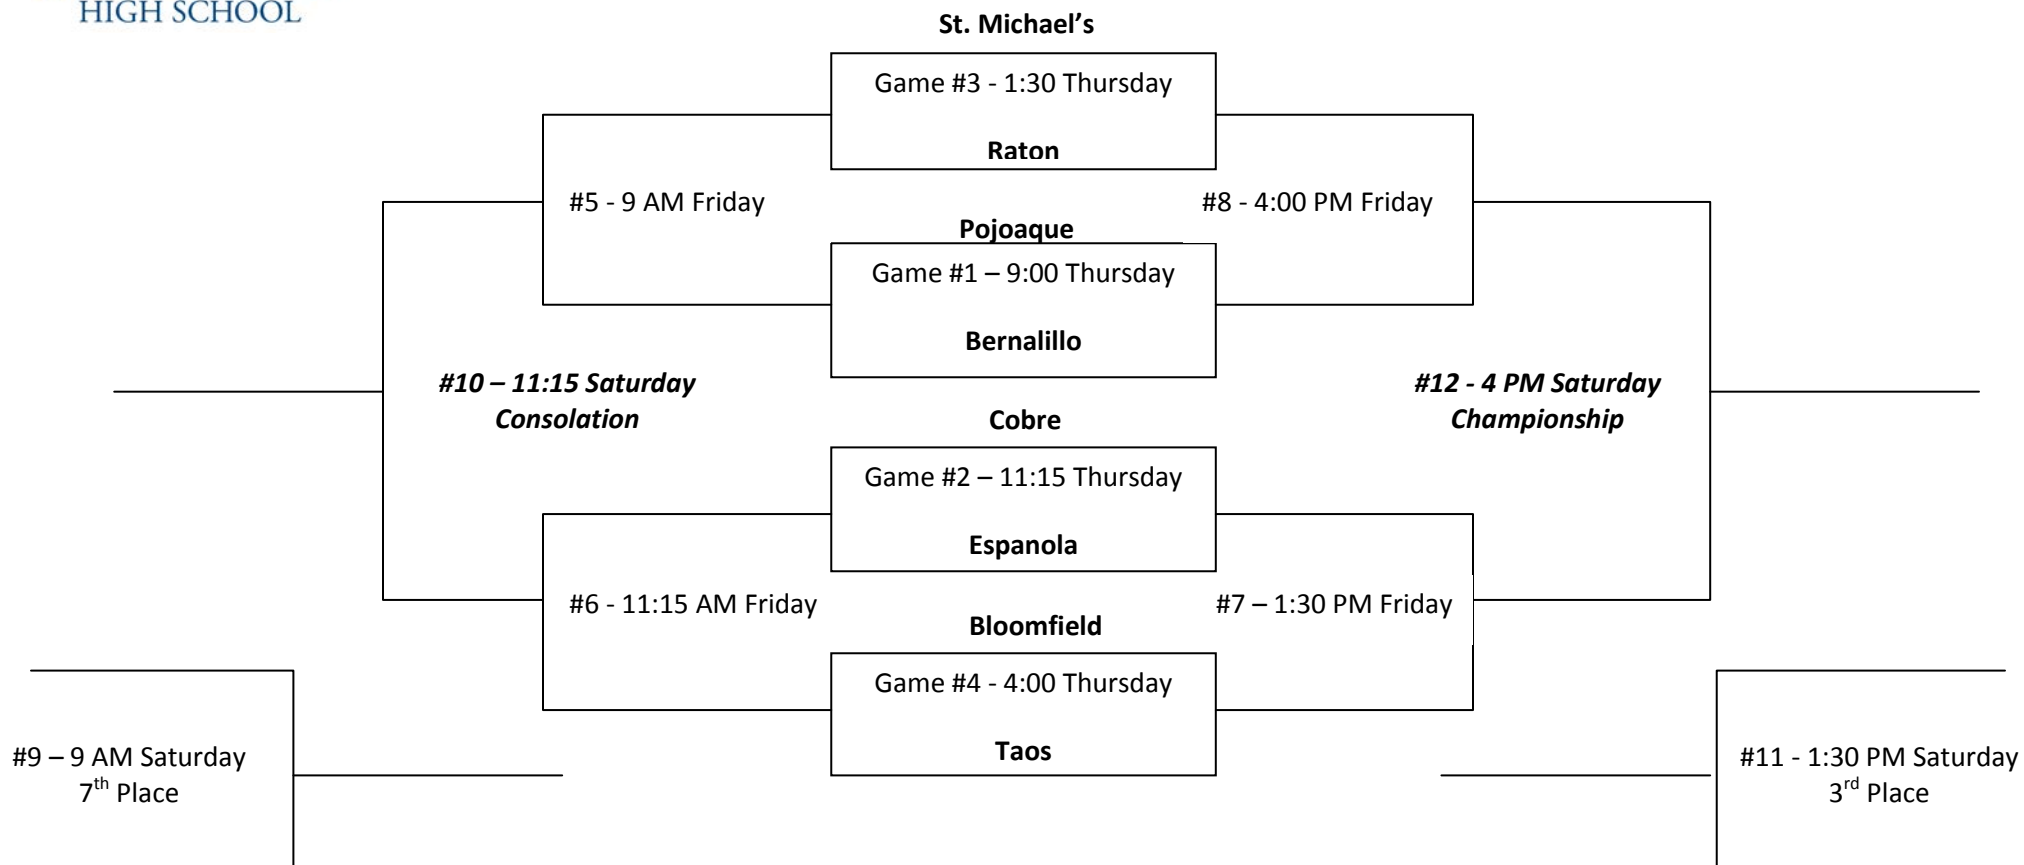 HIGH SCHOOL
St. Michael’s
Game #3 - 1:30 Thursday
Raton
#5 - 9 AM Friday
#8 - 4:00 PM Friday
Pojoaque
Game #1 – 9:00 Thursday
Bernalillo
#10 – 11:15 Saturday
Consolation
#12 - 4 PM Saturday
Championship
Cobre
Game #2 – 11:15 Thursday
Espanola
#6 - 11:15 AM Friday
#7 – 1:30 PM Friday
Bloomfield
Game #4 - 4:00 Thursday
Taos
#9 – 9 AM Saturday
7th Place
#11 - 1:30 PM Saturday
3rd Place